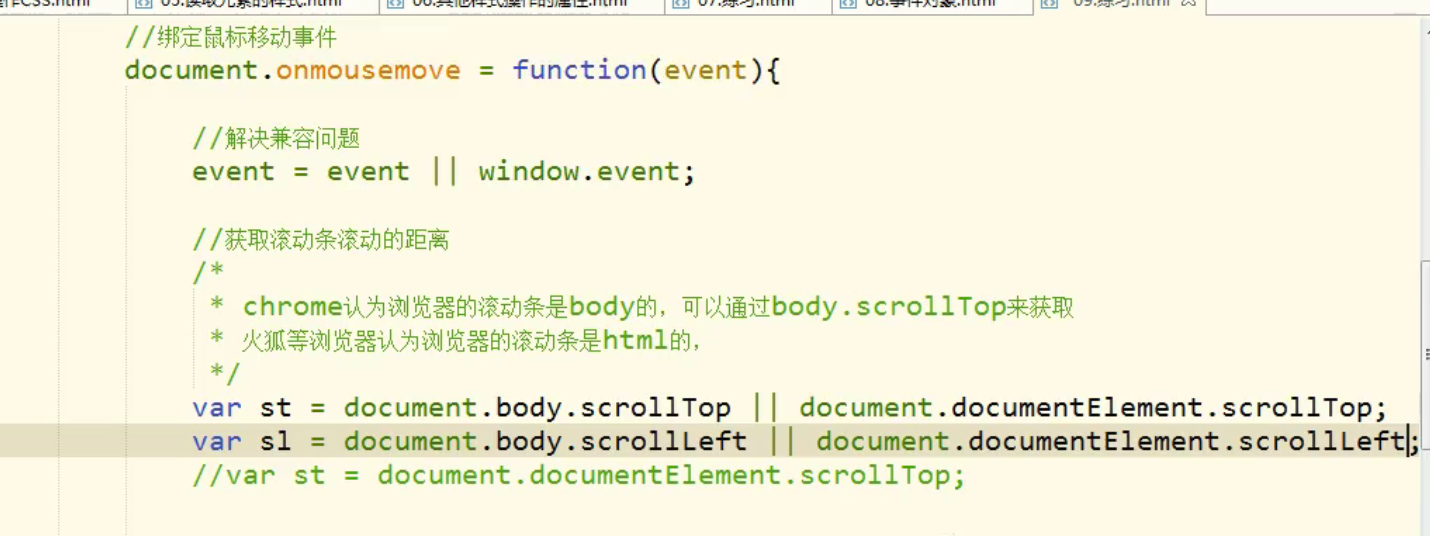 05.读取元素的样式.html 06.其他样式操作的属性.html 07.练习.html 08.事件对象.html 09.练习.html
//绑定鼠标移动事件
document.onmousemove = function(event){
//解决兼容问题
event = event || window.event;
//获取滚动条滚动的距离
/*
* chrome认为浏览器的滚动条是body的，可以通过body.scrollTop来获取
* 火狐等浏览器认为浏览器的滚动条是html的，
*/
var st = document.body.scrollTop || document.documentElement.scrollTop;
var sl = document.body.scrollLeft || document.documentElement.scrollLeft;
//var st = document.documentElement.scrollTop;